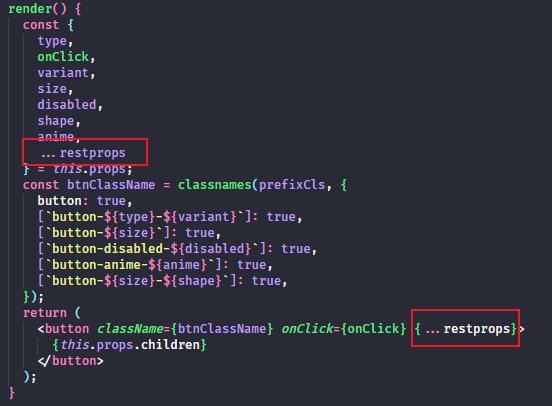 render() {
const {
type,
onClick,
variant,
size,
disabled,
shape,
anime,
...restprops
} = this.props;
const btnClassName = classnames(prefixCls, {
button: true,
[`button-${type}-${variant}`]: true,
[`button-${size}`]: true,
[`button-disabled-${disabled}`]: true,
[`button-anime-${anime}`]: true,
[`button-${size}-${shape}`]: true,
});
return (
<button className={btnClassName} onClick={onClick} {...restprops}>
{this.props.children}
</button>
);
}